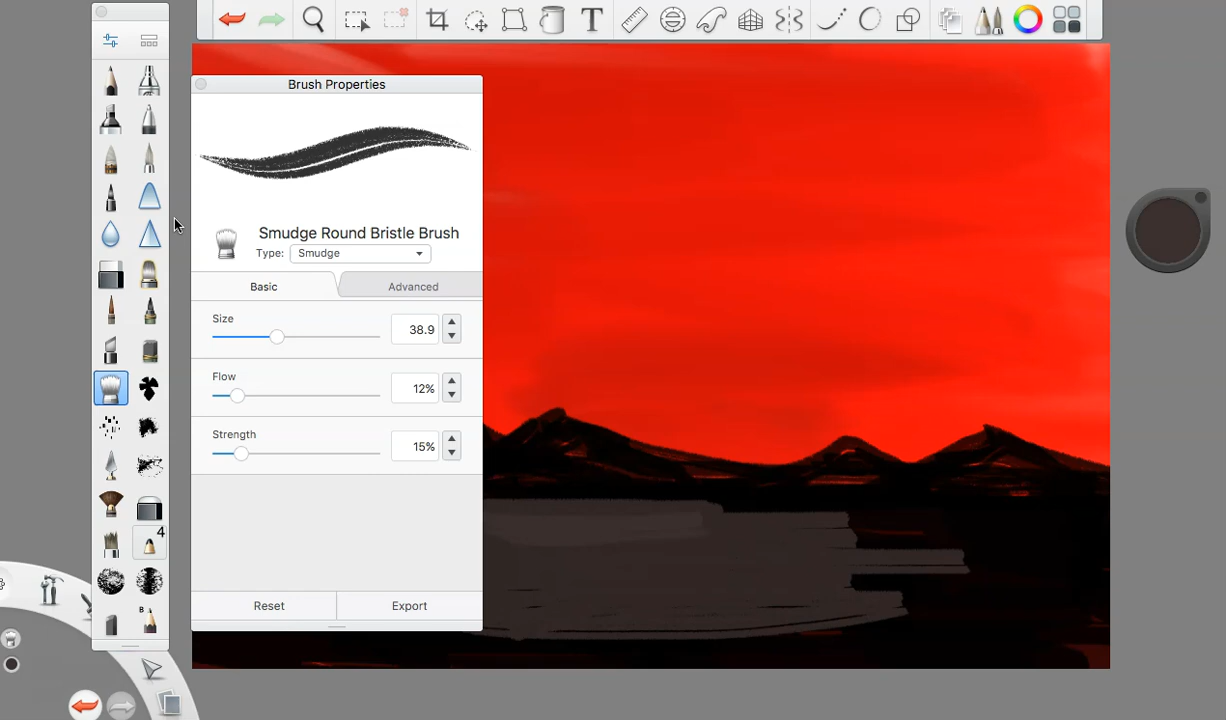 T
Brush Properties
Smudge Round Bristle Brush
Type: Smudge
Basic Advanced
Size
38.9
Flow
12%
Strength
15%
4
B
Reset Export